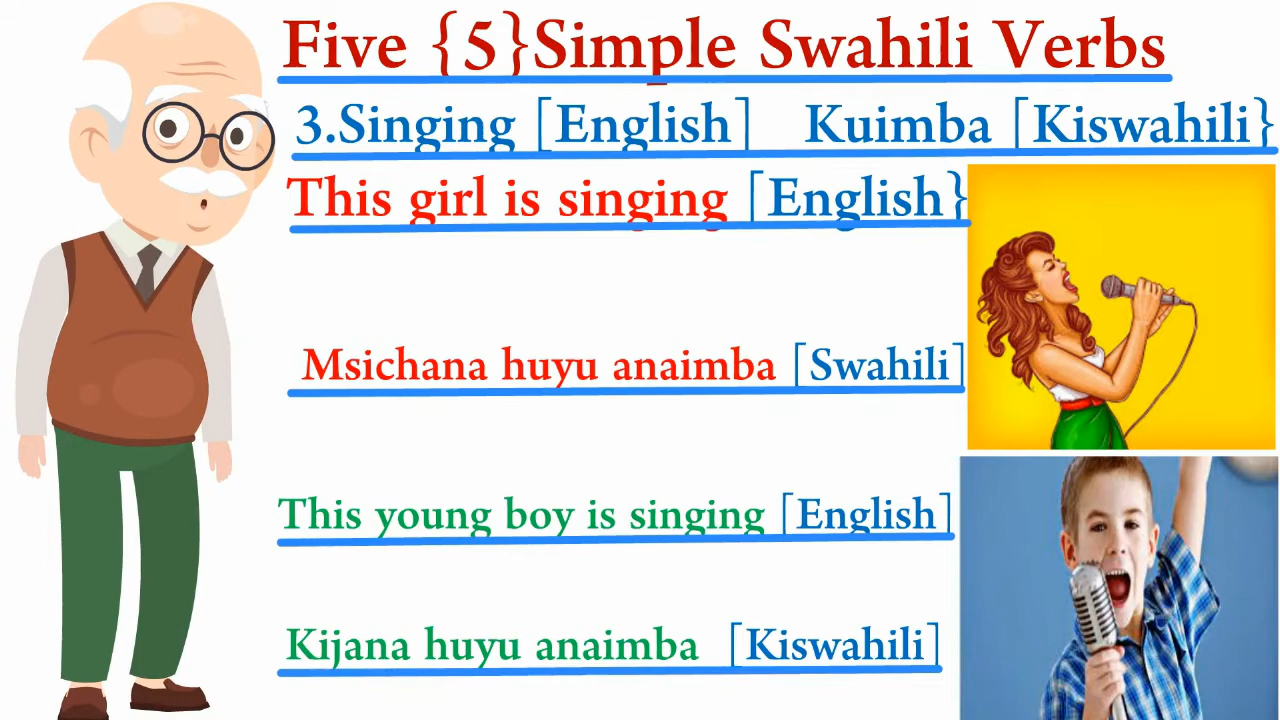 Five {5}Simple Swahili Verbs
3.Singing [English] Kuimba [Kiswahili}
This girl is singing [English}
Msichana huyu anaimba [Swahili]
This young boy is singing [English]
Kijana huyu anaimba [Kiswahili]